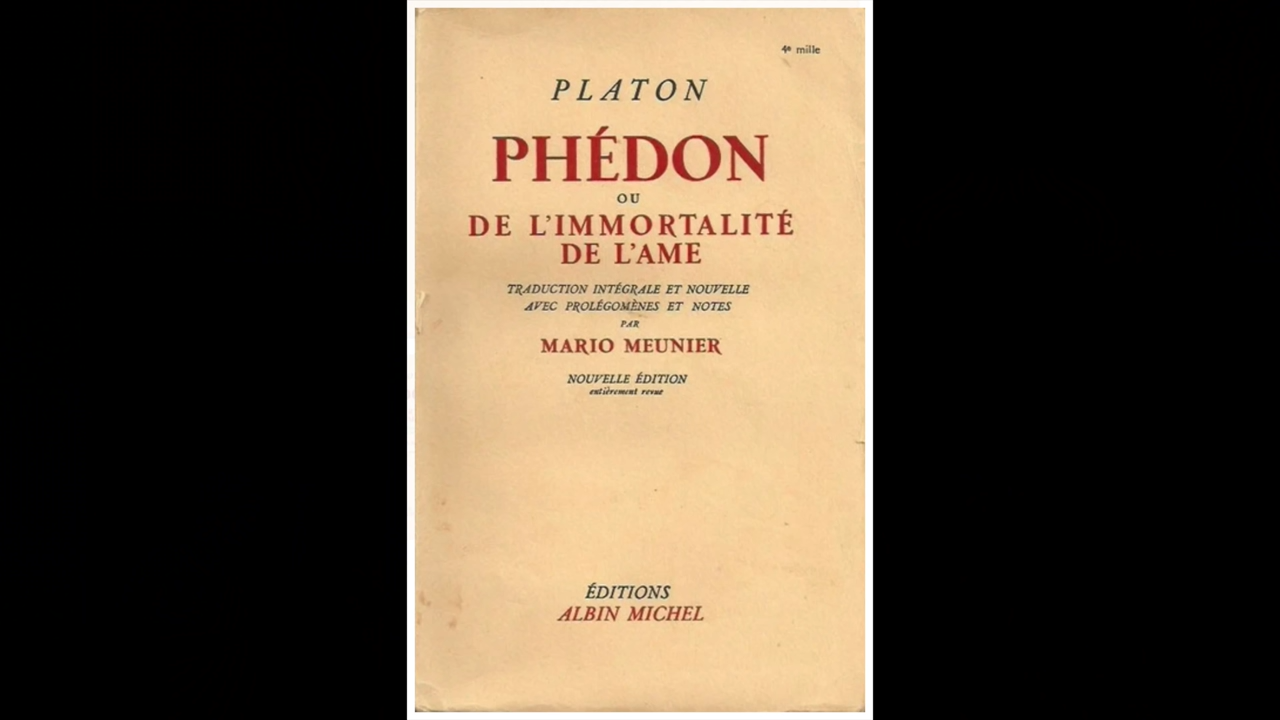 4e mille
PLATON
PHÉDON
OU
DE L'IMMORTALITÉ
DE L'AME
TRADUCTION INTÉGRALE ET NOUVELLE
AVEC PROLÉGOMÈNES ET NOTES
PAR
MARIO MEUNIER
NOUVELLE ÉDITION
entièrement revue
ÉDITIONS
ALBIN MICHEL